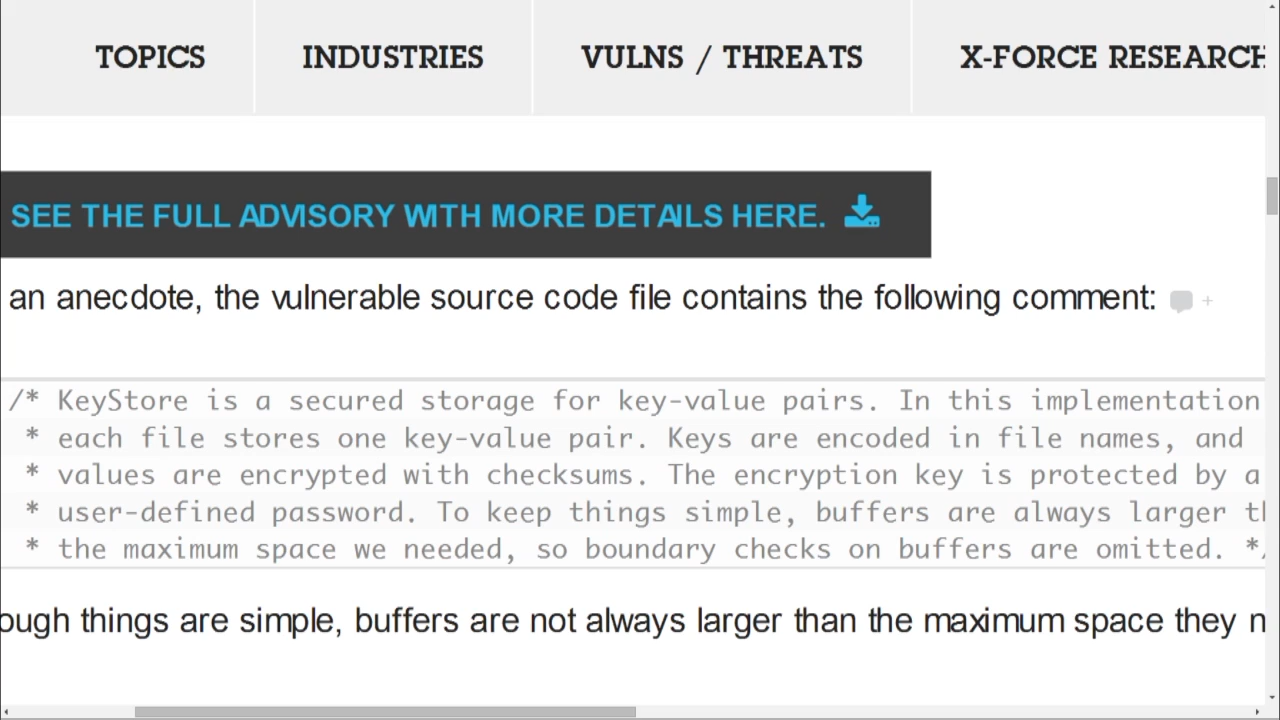 TOPICS INDUSTRIES VULNS / THREATS X-FORCE RESEARCH
SEE THE FULL ADVISORY WITH MORE DETAILS HERE.
an anecdote, the vulnerable source code file contains the following comment: +
/* KeyStore is a secured storage for key-value pairs. In this implementation
* each file stores one key-value pair. Keys are encoded in file names, and
* values are encrypted with checksums. The encryption key is protected by a
* user-defined password. To keep things simple, buffers are always larger
* the maximum space we needed, so boundary checks on buffers are omitted. */
ough things are simple, buffers are not always larger than the maximum space they